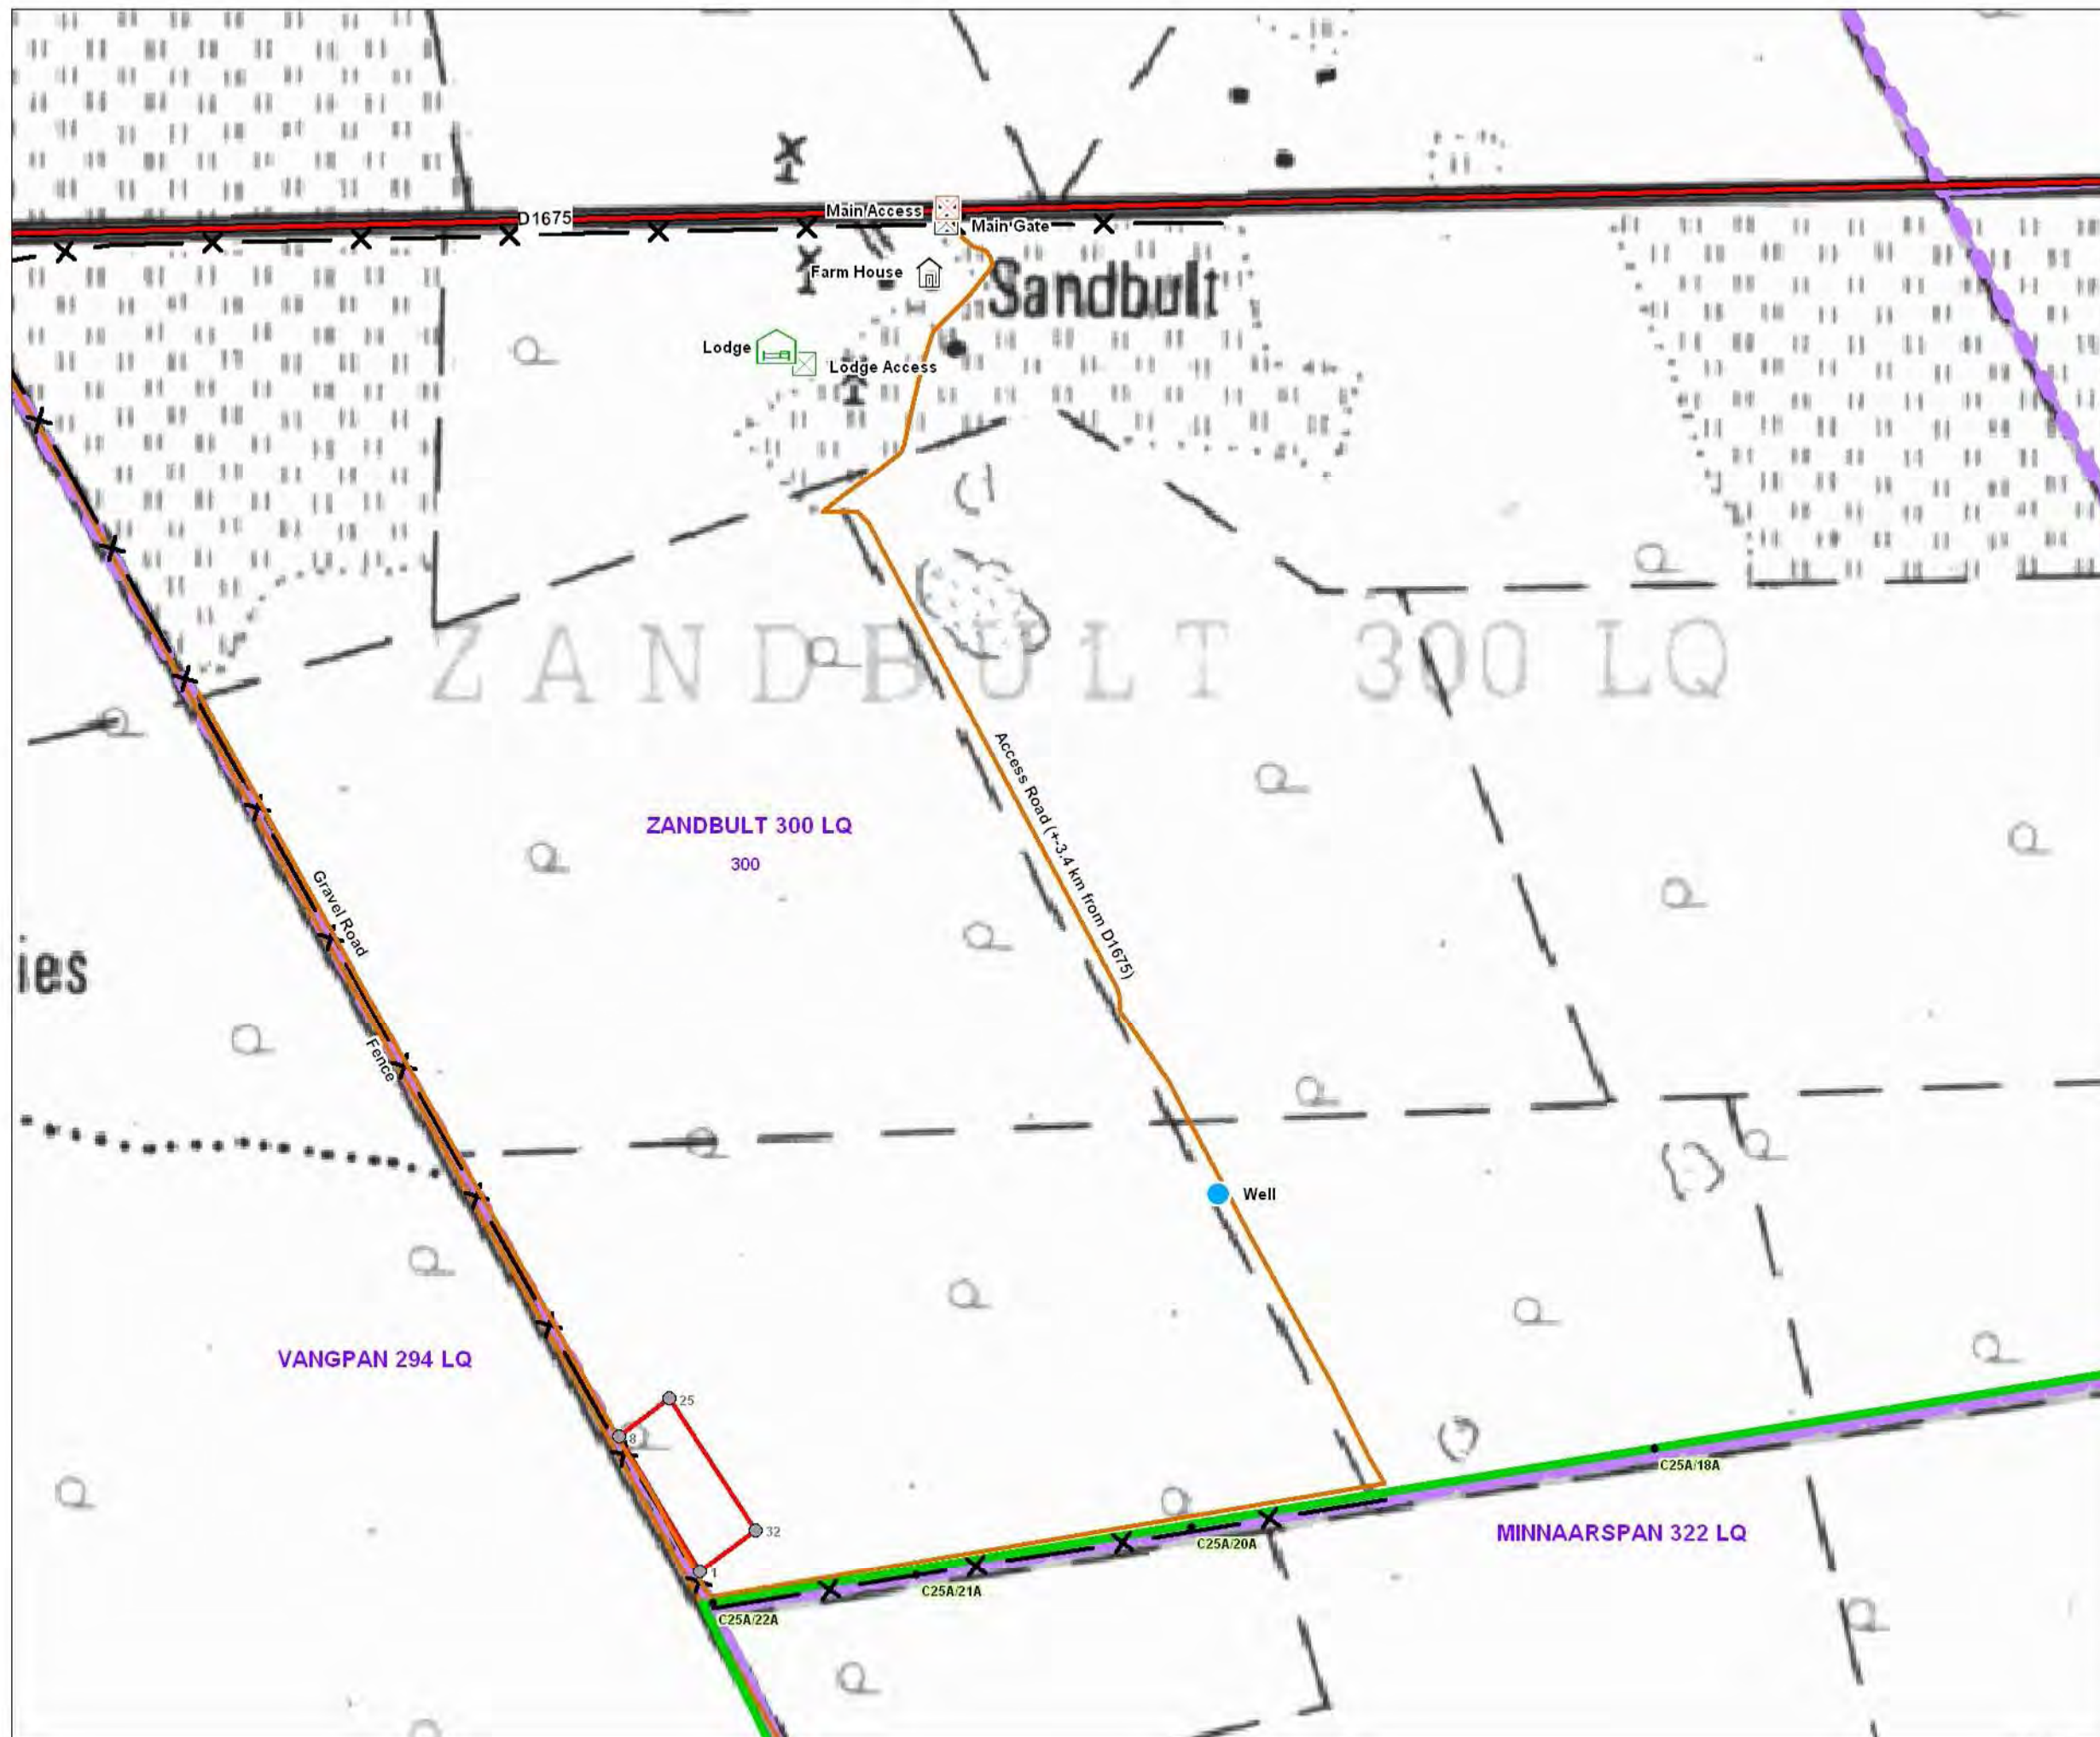 D1675
Main Access
Main Gate
Farm House
Sandbult
Lodge
Lodge Access
ZANDBULT 300 LQ
Access Road (+-3.4 km from D1675)
ZANDBULT 300 LQ
300
Gravel Road
ies
Fence
Well
VANGPAN 294 LQ
25
8
C25A/18A
32
MINNAARSPAN 322 LQ
C25A/20A
1
C25A/21A
C25A/22A